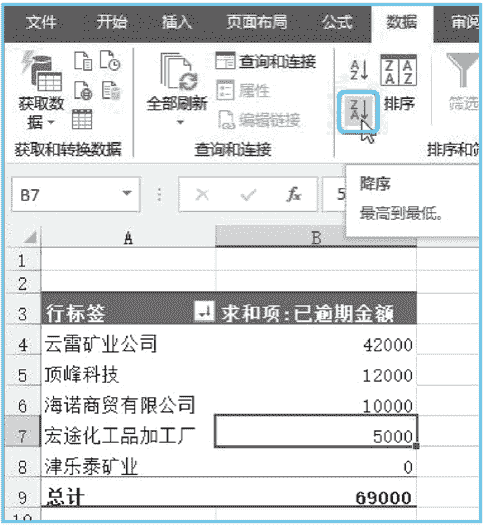 文件 开始 插入 页面布局 公式 数据 审阅
查询和连接
获取数据
全部刷新
属性
编辑链接
排序
筛选
获取和转换数据 查询和连接 排序和筛
B7 fx 5
降序
最高到最低。
A B
1
2
3 行标签 求和项:已逾期金额
4 云雷矿业公司 42000
5 顶峰科技 12000
6 海诺商贸有限公司 10000
7 宏途化工品加工厂 5000
8 津乐泰矿业 0
9 总计 69000
10